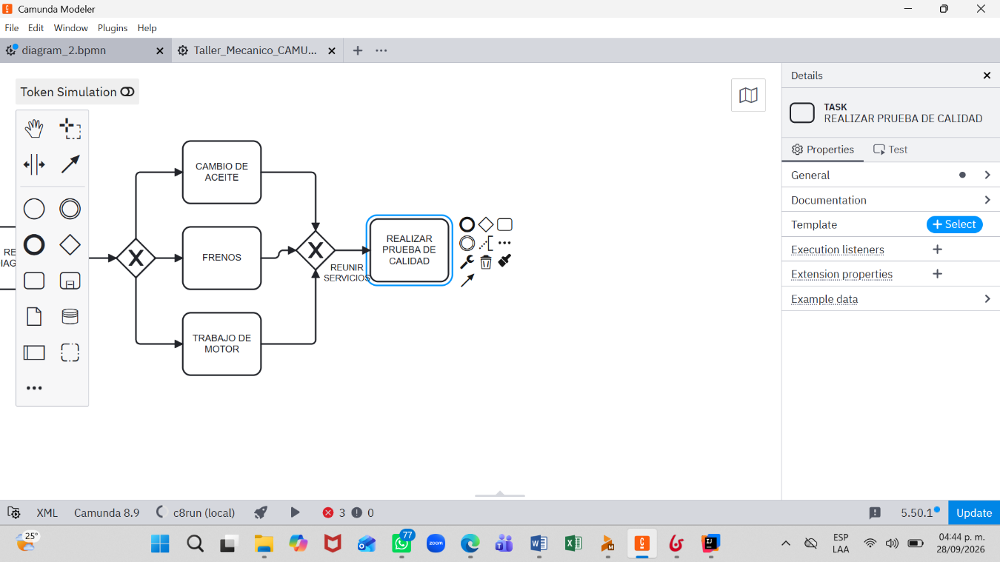 Camunda Modeler
File Edit Window Plugins Help
diagram_2.bpmn
Taller_Mecanico_CAMU...
Token Simulation
CAMBIO DE
ACEITE
FRENOS
TRABAJO DE
MOTOR
REUNIR
SERVICIOS
REALIZAR
PRUEBA DE
CALIDAD
Details
TASK
REALIZAR PRUEBA DE CALIDAD
Properties
Test
General
Documentation
Template
Select
Execution listeners
Extension properties
Example data
XML
Camunda 8.9
c8run (local)
3
0
5.50.1
Update
25°
77
zoom
ESP
LAA
04:44 p. m.
28/09/2026